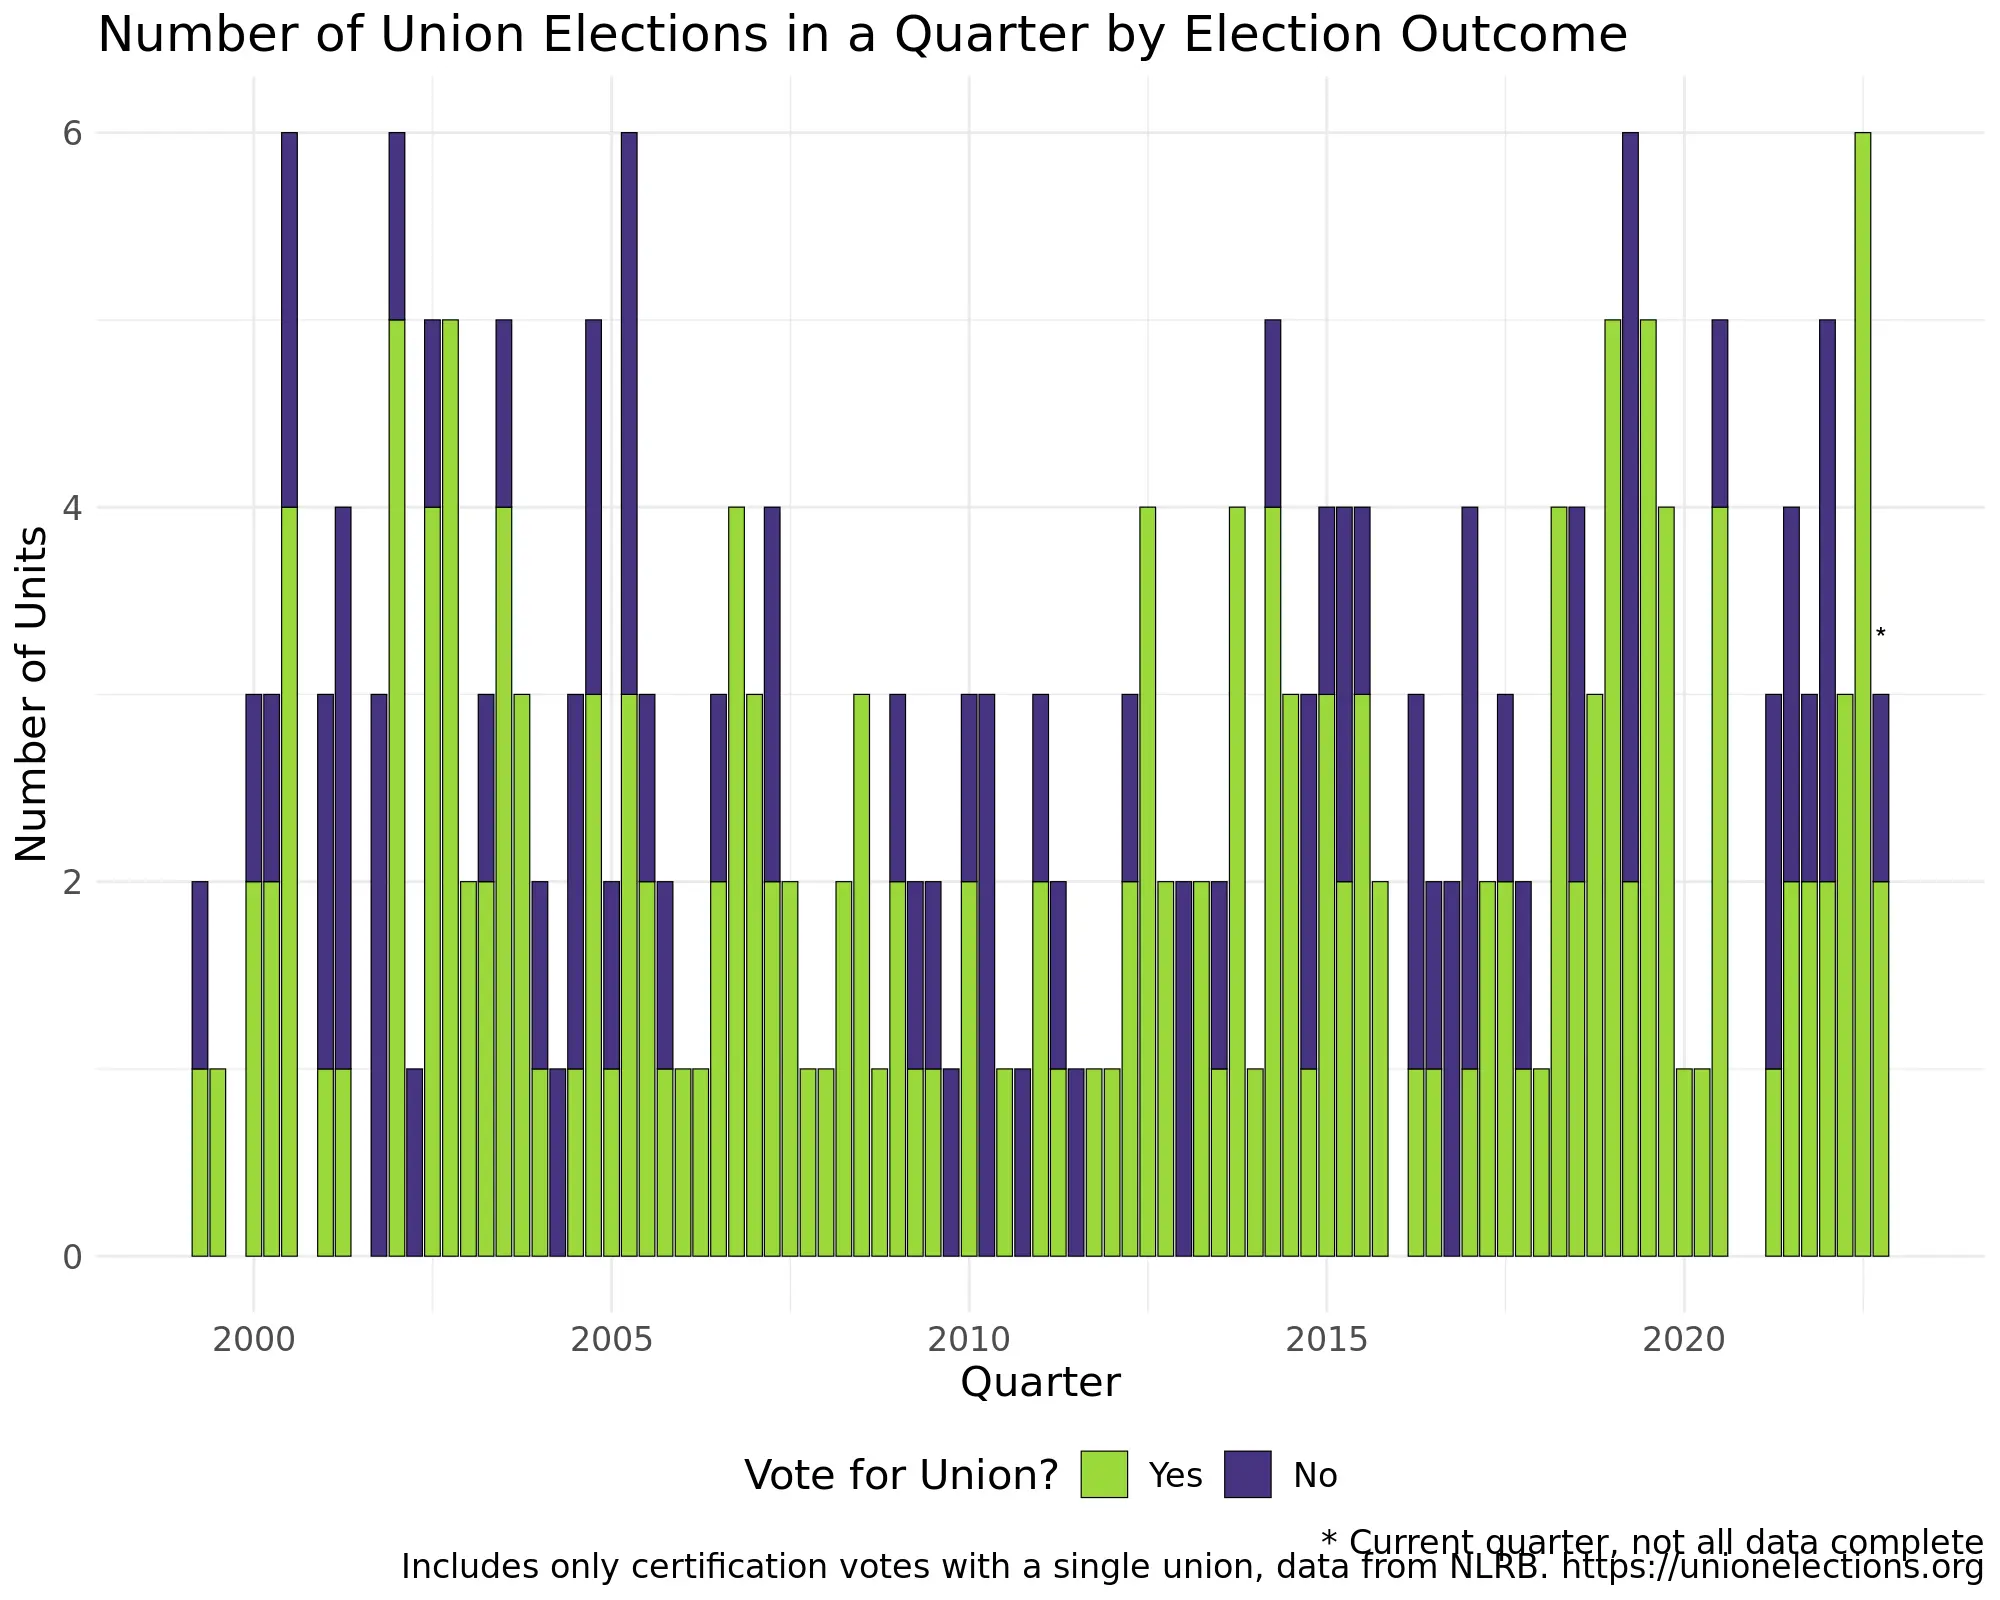 Number of Union Elections in a Quarter by Election Outcome
Number of Units
6
4
2
0
*
2000 2005 2010 2015 2020
Quarter
Vote for Union? Yes No
* Current quarter, not all data complete
Includes only certification votes with a single union, data from NLRB. https://unionelections.org